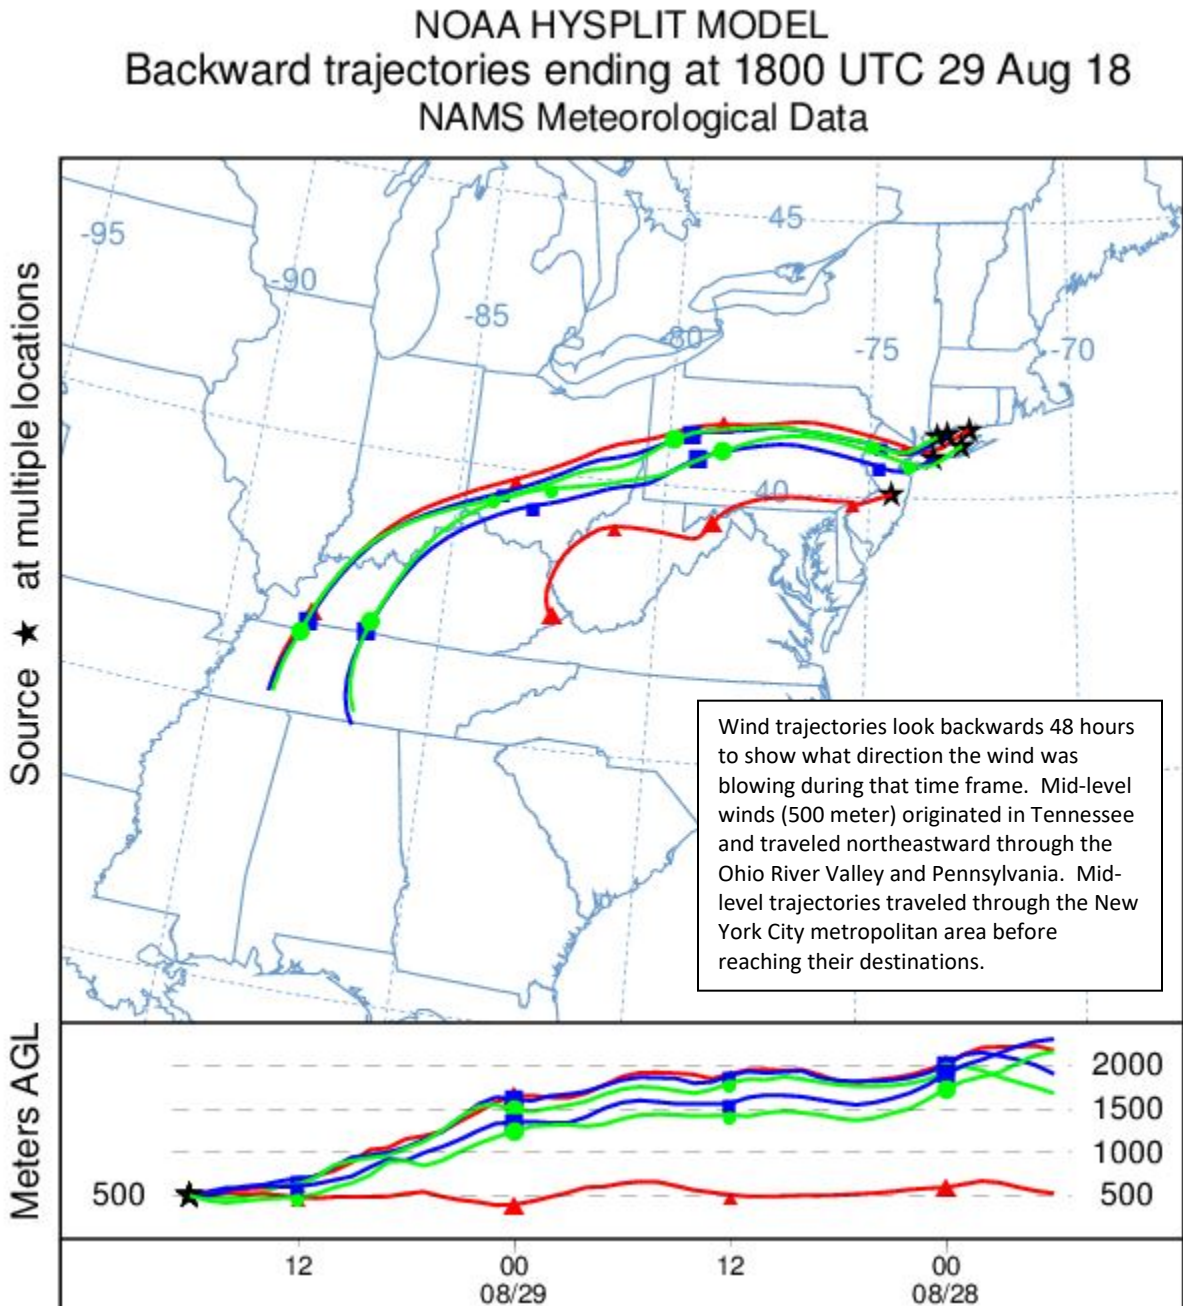 NOAA HYSPLIT MODEL
Backward trajectories ending at 1800 UTC 29 Aug 18
NAMS Meteorological Data
Source ★ at multiple locations
-95
-90
-85
-80
-75
-70
45
40
Wind trajectories look backwards 48 hours
to show what direction the wind was
blowing during that time frame.  Mid-level
winds (500 meter) originated in Tennessee
and traveled northeastward through the
Ohio River Valley and Pennsylvania.  Mid-
level trajectories traveled through the New
York City metropolitan area before
reaching their destinations.
Meters AGL
500
2000
1500
1000
500
12 00 12 00
08/29 08/28